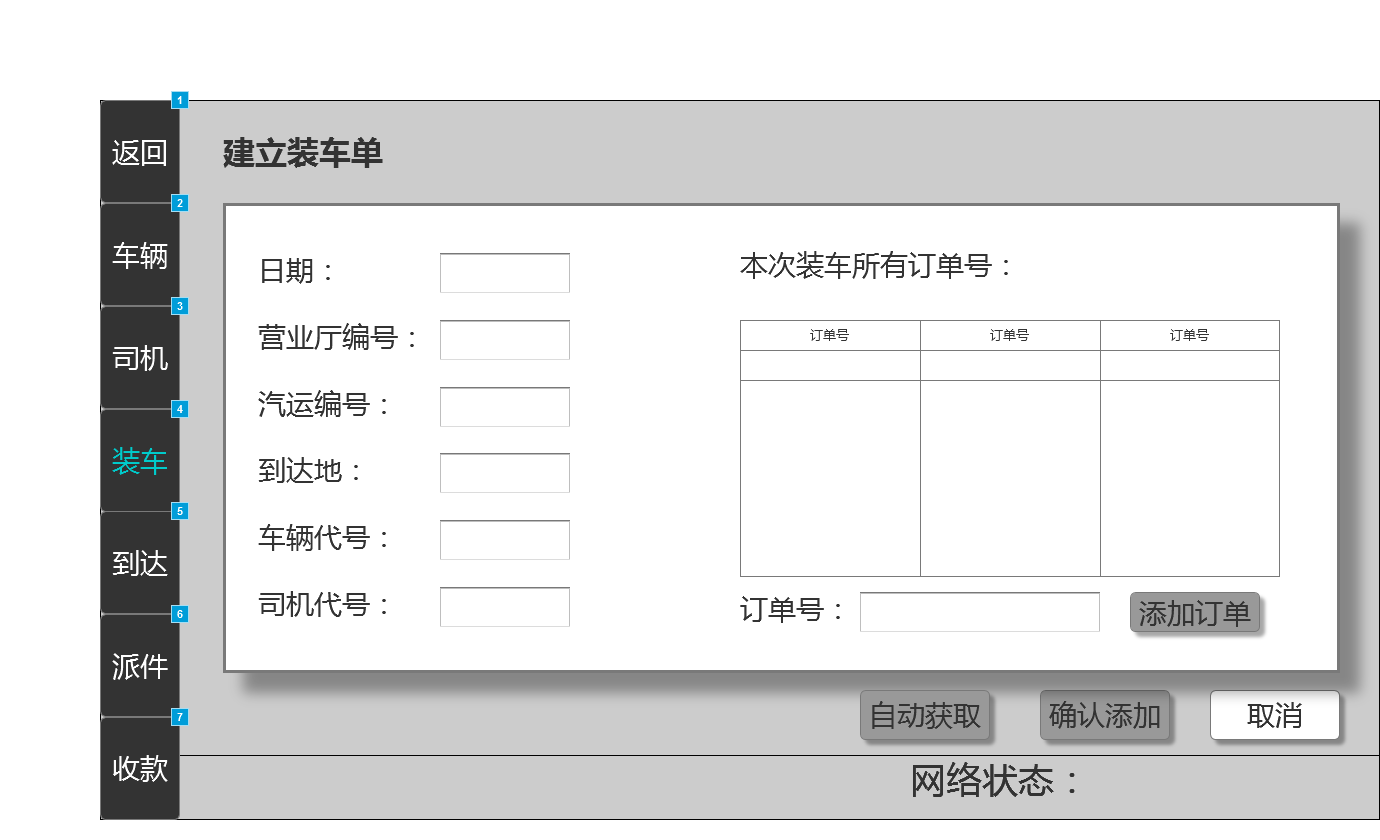 1
返回
2
车辆
3
司机
4
装车
5
到达
6
派件
7
收款
建立装车单
日期：
营业厅编号：
汽运编号：
到达地：
车辆代号：
司机代号：
本次装车所有订单号：
订单号 订单号 订单号
订单号： 添加订单
自动获取 确认添加 取消
网络状态：